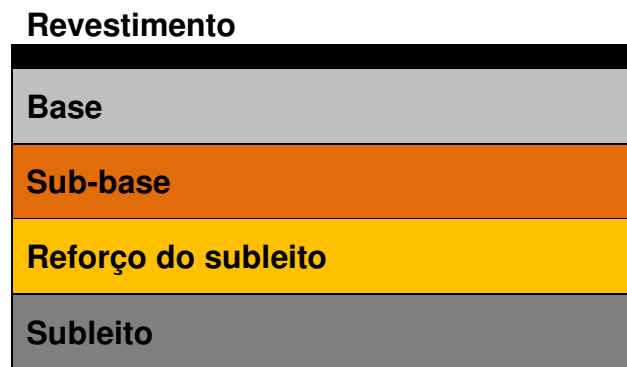 Revestimento
Base
Sub-base
Reforço do subleito
Subleito